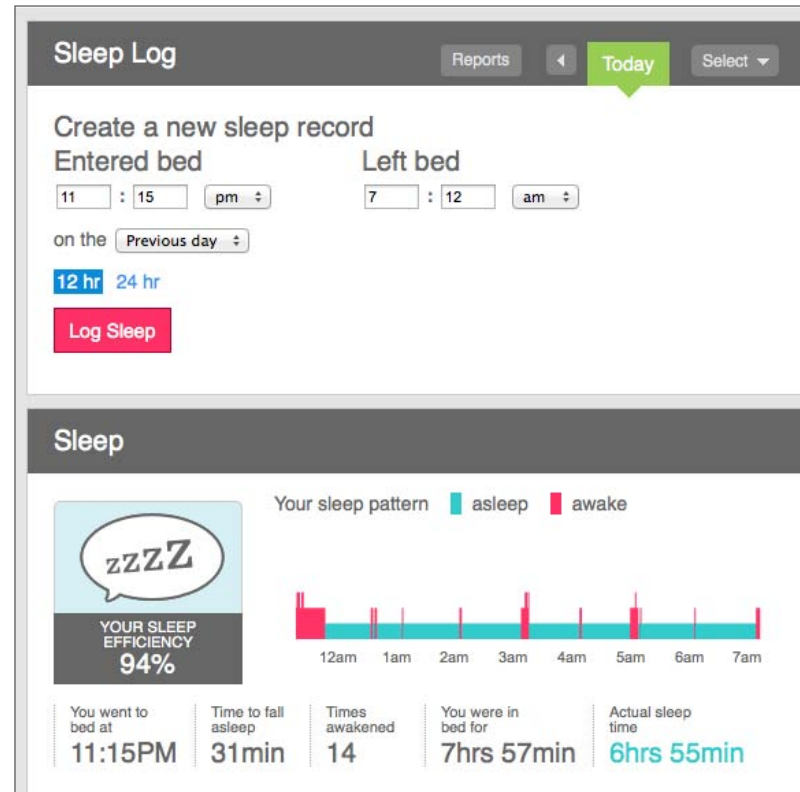 Sleep Log
Reports Today Select
Create a new sleep record
Entered bed Left bed
11 : 15 pm 7 : 12 am
on the Previous day
12 hr 24 hr
Log Sleep
Sleep
Your sleep pattern asleep awake
zzzZ
YOUR SLEEP
EFFICIENCY
94%
12am 1am 2am 3am 4am 5am 6am 7am
You went to
bed at
11:15PM
Time to fall
asleep
31min
Times
awakened
14
You were in
bed for
7hrs 57min
Actual sleep
time
6hrs 55min